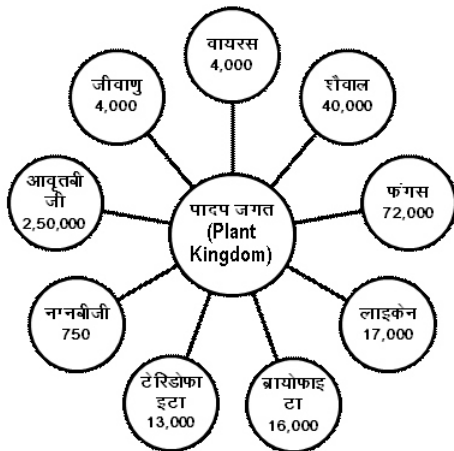 वायरस
4,000
शैवाल
40,000
फंगस
72,000
लाइकेन
17,000
ब्रायोफाइ
टा
16,000
टेरिडोफा
इटा
13,000
नग्नबीजी
750
आवृतबी
जी
2,50,000
जीवाणु
4,000
पादप जगत
(Plant
Kingdom)